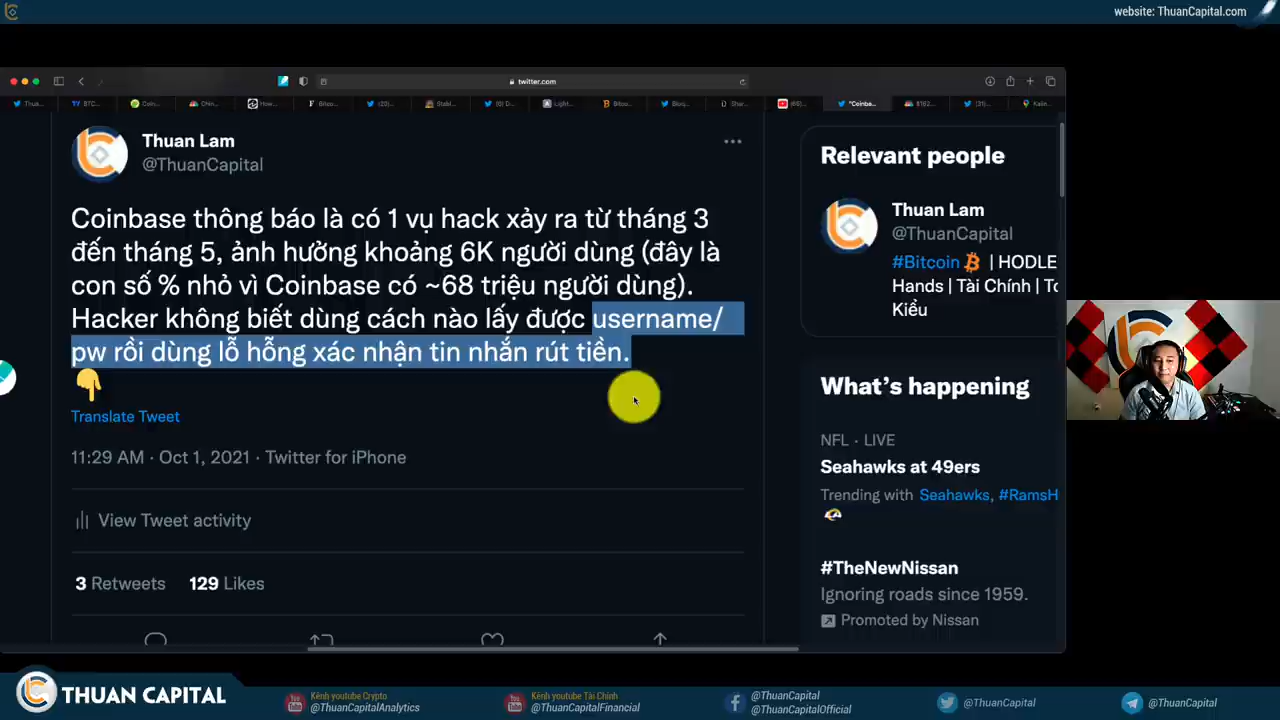 website: ThuanCapital.com
twitter.com
Thuan Lam
@ThuanCapital
Coinbase thông báo là có 1 vụ hack xảy ra từ tháng 3
đến tháng 5, ảnh hưởng khoảng 6K người dùng (đây là
con số % nhỏ vì Coinbase có ~68 triệu người dùng).
Hacker không biết dùng cách nào lấy được username/
pw rồi dùng lỗ hỗng xác nhận tin nhắn rút tiền.
Translate Tweet
11:29 AM · Oct 1, 2021 · Twitter for iPhone
View Tweet activity
3 Retweets 129 Likes
Relevant people
Thuan Lam
@ThuanCapital
#Bitcoin | HODLE
Hands | Tài Chính | To
Kiều
What's happening
NFL · LIVE
Seahawks at 49ers
Trending with Seahawks, #RamsH
#TheNewNissan
Ignoring roads since 1959.
Promoted by Nissan
THUAN CAPITAL
Kênh youtube Crypto
@ThuanCapitalAnalytics
Kênh youtube Tài Chính
@ThuanCapitalFinancial
@ThuanCapital
@ThuanCapitalOfficial
@ThuanCapital
@ThuanCapital